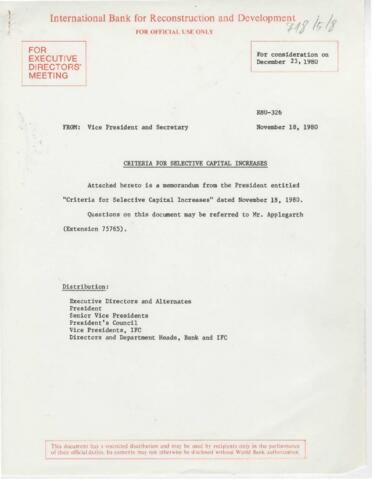 International Bank for Reconstruction and Development
FOR OFFICIAL USE ONLY
FOR
EXECUTIVE
DIRECTORS'
MEETING
For consideration on
December 23, 1980
R80-326
FROM: Vice President and Secretary
November 18, 1980
CRITERIA FOR SELECTIVE CAPITAL INCREASES
Attached hereto is a memorandum from the President entitled
"Criteria for Selective Capital Increases" dated November 18, 1980.
Questions on this document may be referred to Mr. Applegarth
(Extension 75765).
Distribution:
Executive Directors and Alternates
President
Senior Vice Presidents
President's Council
Vice Presidents, IFC
Directors and Department Heads, Bank and IFC
This document has a restricted distribution and may be used by recipients only in the performance
of their official duties. Its contents may not otherwise be disclosed without World Bank authorization.